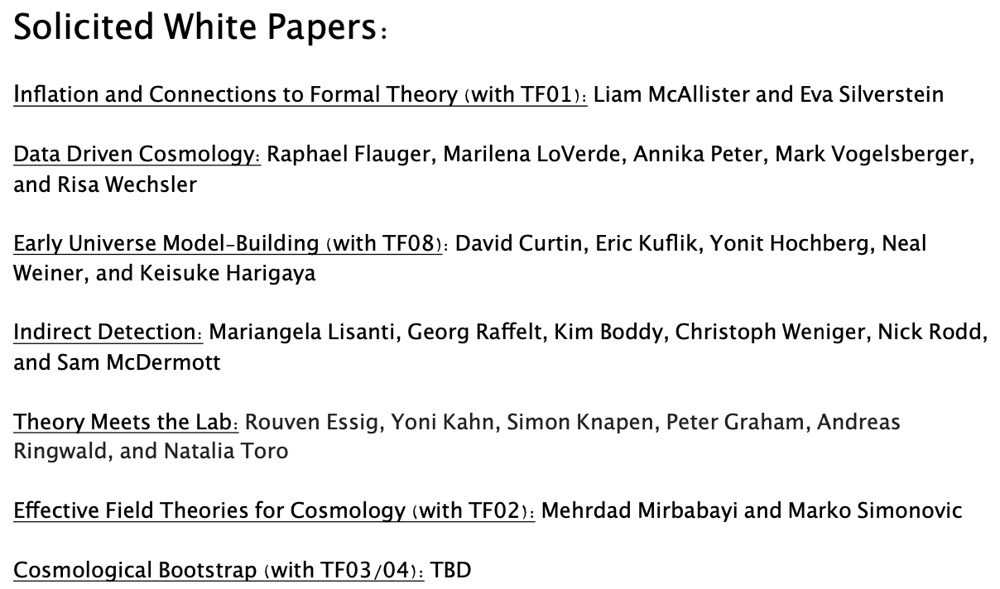 Solicited White Papers:
Inflation and Connections to Formal Theory (with TF01): Liam McAllister and Eva Silverstein
Data Driven Cosmology: Raphael Flauger, Marilena LoVerde, Annika Peter, Mark Vogelsberger,
and Risa Wechsler
Early Universe Model-Building (with TF08): David Curtin, Eric Kuflik, Yonit Hochberg, Neal
Weiner, and Keisuke Harigaya
Indirect Detection: Mariangela Lisanti, Georg Raffelt, Kim Boddy, Christoph Weniger, Nick Rodd,
and Sam McDermott
Theory Meets the Lab: Rouven Essig, Yoni Kahn, Simon Knapen, Peter Graham, Andreas
Ringwald, and Natalia Toro
Effective Field Theories for Cosmology (with TF02): Mehrdad Mirbabayi and Marko Simonovic
Cosmological Bootstrap (with TF03/04): TBD